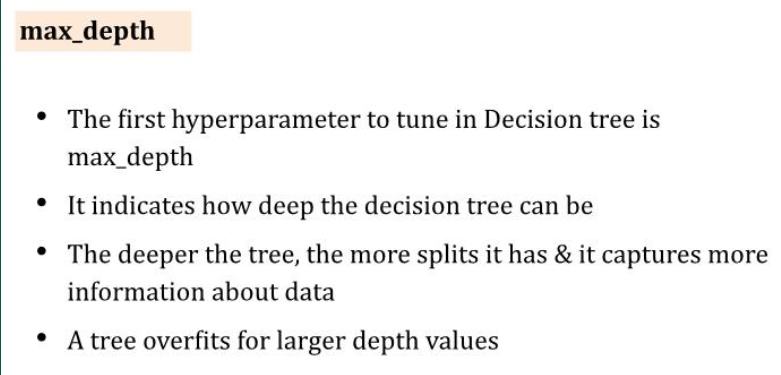 max_depth
• The first hyperparameter to tune in Decision tree is
max_depth
• It indicates how deep the decision tree can be
• The deeper the tree, the more splits it has & it captures more
information about data
• A tree overfits for larger depth values